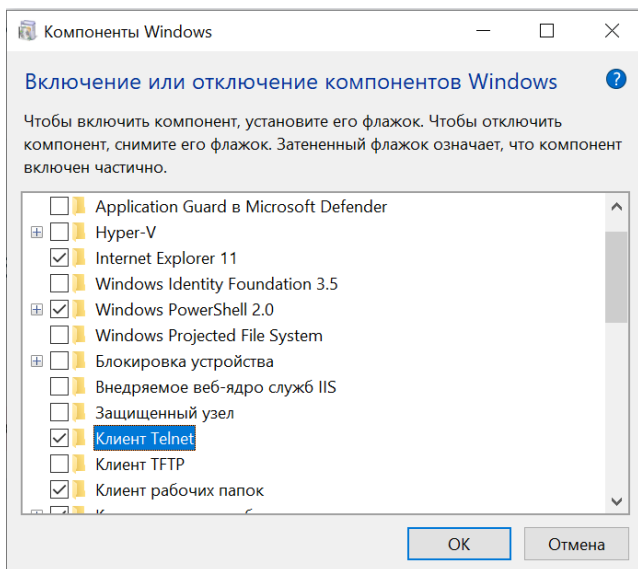 Компоненты Windows
Включение или отключение компонентов Windows
?
Чтобы включить компонент, установите его флажок. Чтобы отключить
компонент, снимите его флажок. Затененный флажок означает, что компонент
включен частично.
Application Guard в Microsoft Defender
Hyper-V
Internet Explorer 11
Windows Identity Foundation 3.5
Windows PowerShell 2.0
Windows Projected File System
Блокировка устройства
Внедряемое веб-ядро служб IIS
Защищенный узел
Клиент Telnet
Клиент TFTP
Клиент рабочих папок
ОК
Отмена